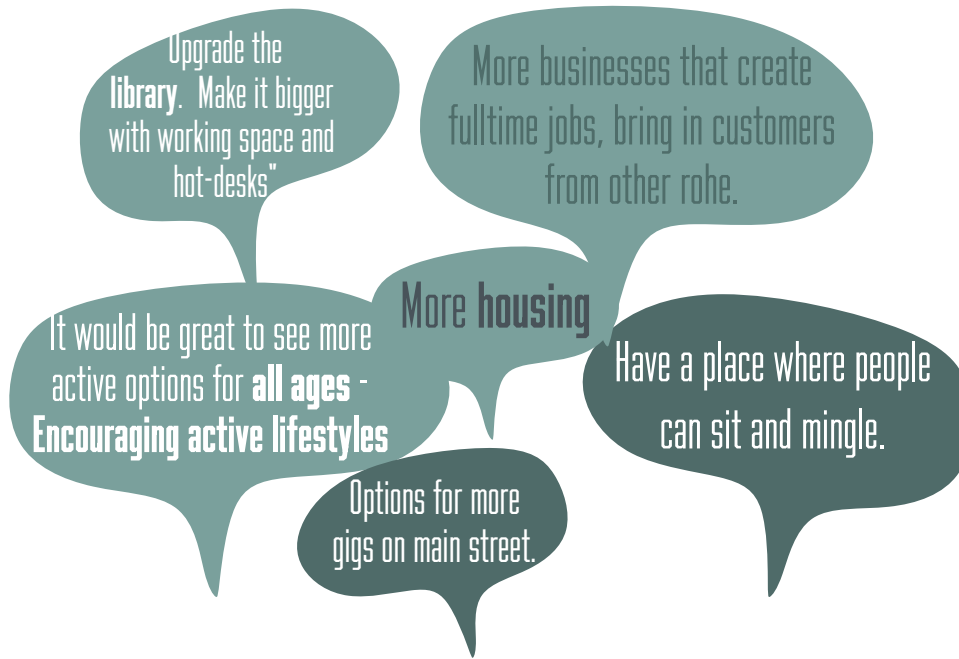 Upgrade the
library. Make it bigger
with working space and
hot-desks"
More businesses that create
fulltime jobs, bring in customers
from other rohe.
More housing
It would be great to see more
active options for all ages -
Encouraging active lifestyles
Have a place where people
can sit and mingle.
Options for more
gigs on main street.